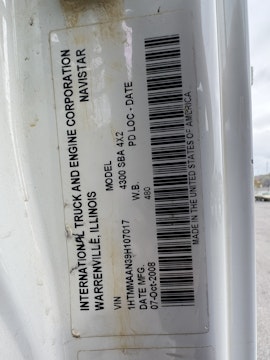 INTERNATIONAL TRUCK AND ENGINE CORPORATION
WARRENVILLE, ILLINOIS NAVISTAR
MODEL
4300 SBA 4X2
VIN W.B. PD LOC - DATE
1HTMMAAN39H107017 480
DATE MFG.
07-Oct-2008
MADE IN THE UNITED STATES OF AMERICA